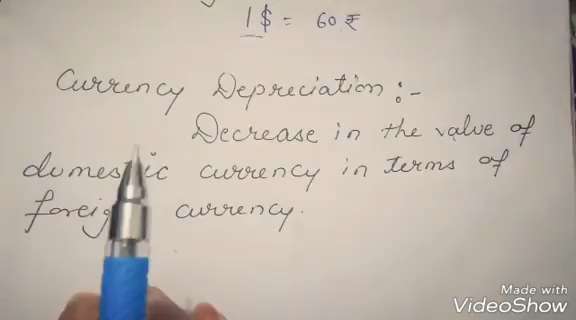 1$ = 60 ₹
Currency Depreciation :-
Decrease in the value of
domestic currency in terms of
foreign currency.
Made with
VideoShow